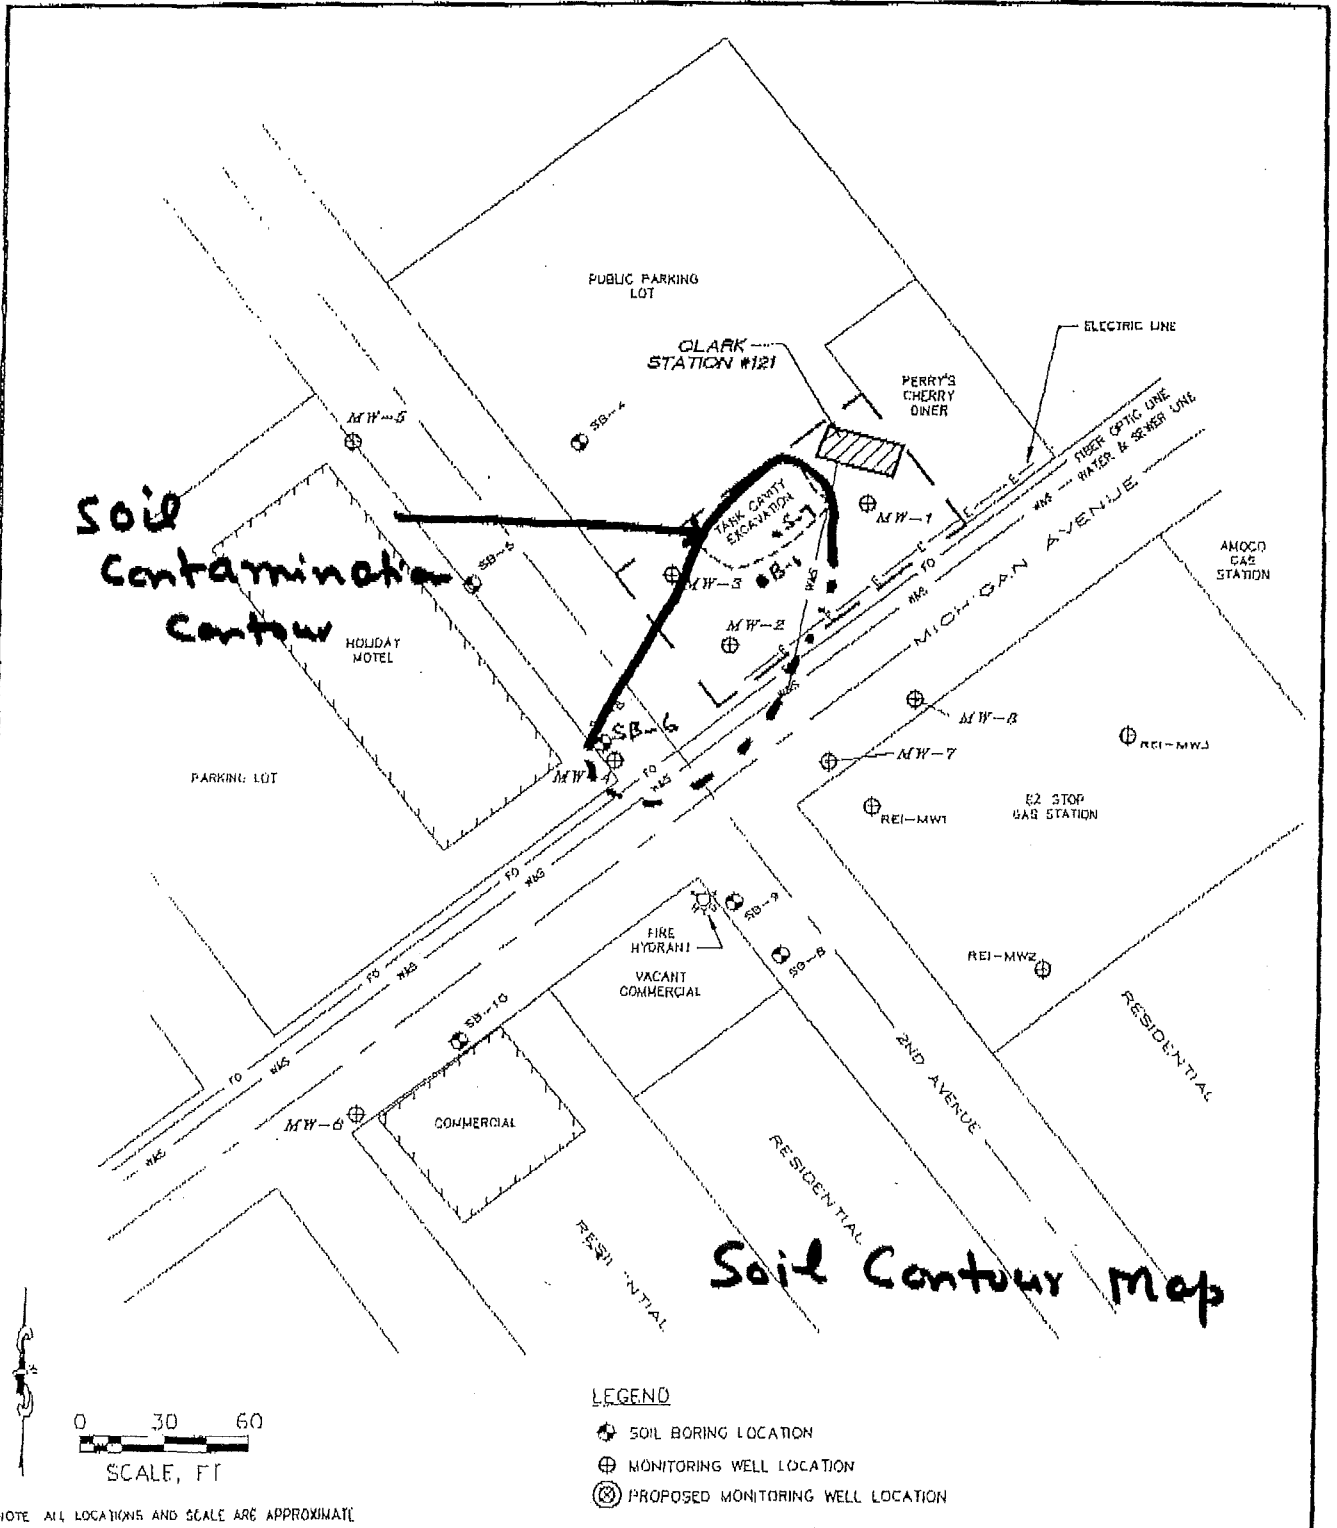 PUBLIC PARKING
LOT
ELECTRIC LINE
CLARK
STATION #121
PERRY'S
CHERRY
DINER
FIBER OPTIC LINE
WATER & SEWER LINE
MW-5
SB-4
Soil
Contamination
Contour
TANK CAVITY
EXCAVATION
MW-1
W&S
MICHIGAN AVENUE
AMOCO
GAS
STATION
SB-5
MW-3
B-1
MW-2
HOLIDAY
MOTEL
SB-6
MW-8
REI-MW3
MW-7
PARKING LOT
EZ STOP
GAS STATION
REI-MW1
FO
W&S
SB-9
FIRE
HYDRANT
SB-8
REI-MW2
VACANT
COMMERCIAL
RESIDENTIAL
SB-10
2ND AVENUE
FO
W&S
MW-6
COMMERCIAL
RESIDENTIAL
W&S
Soil Contour Map
0 30 60
SCALE, FT
LEGEND
SOIL BORING LOCATION
MONITORING WELL LOCATION
PROPOSED MONITORING WELL LOCATION
NOTE ALL LOCATIONS AND SCALE ARE APPROXIMATE